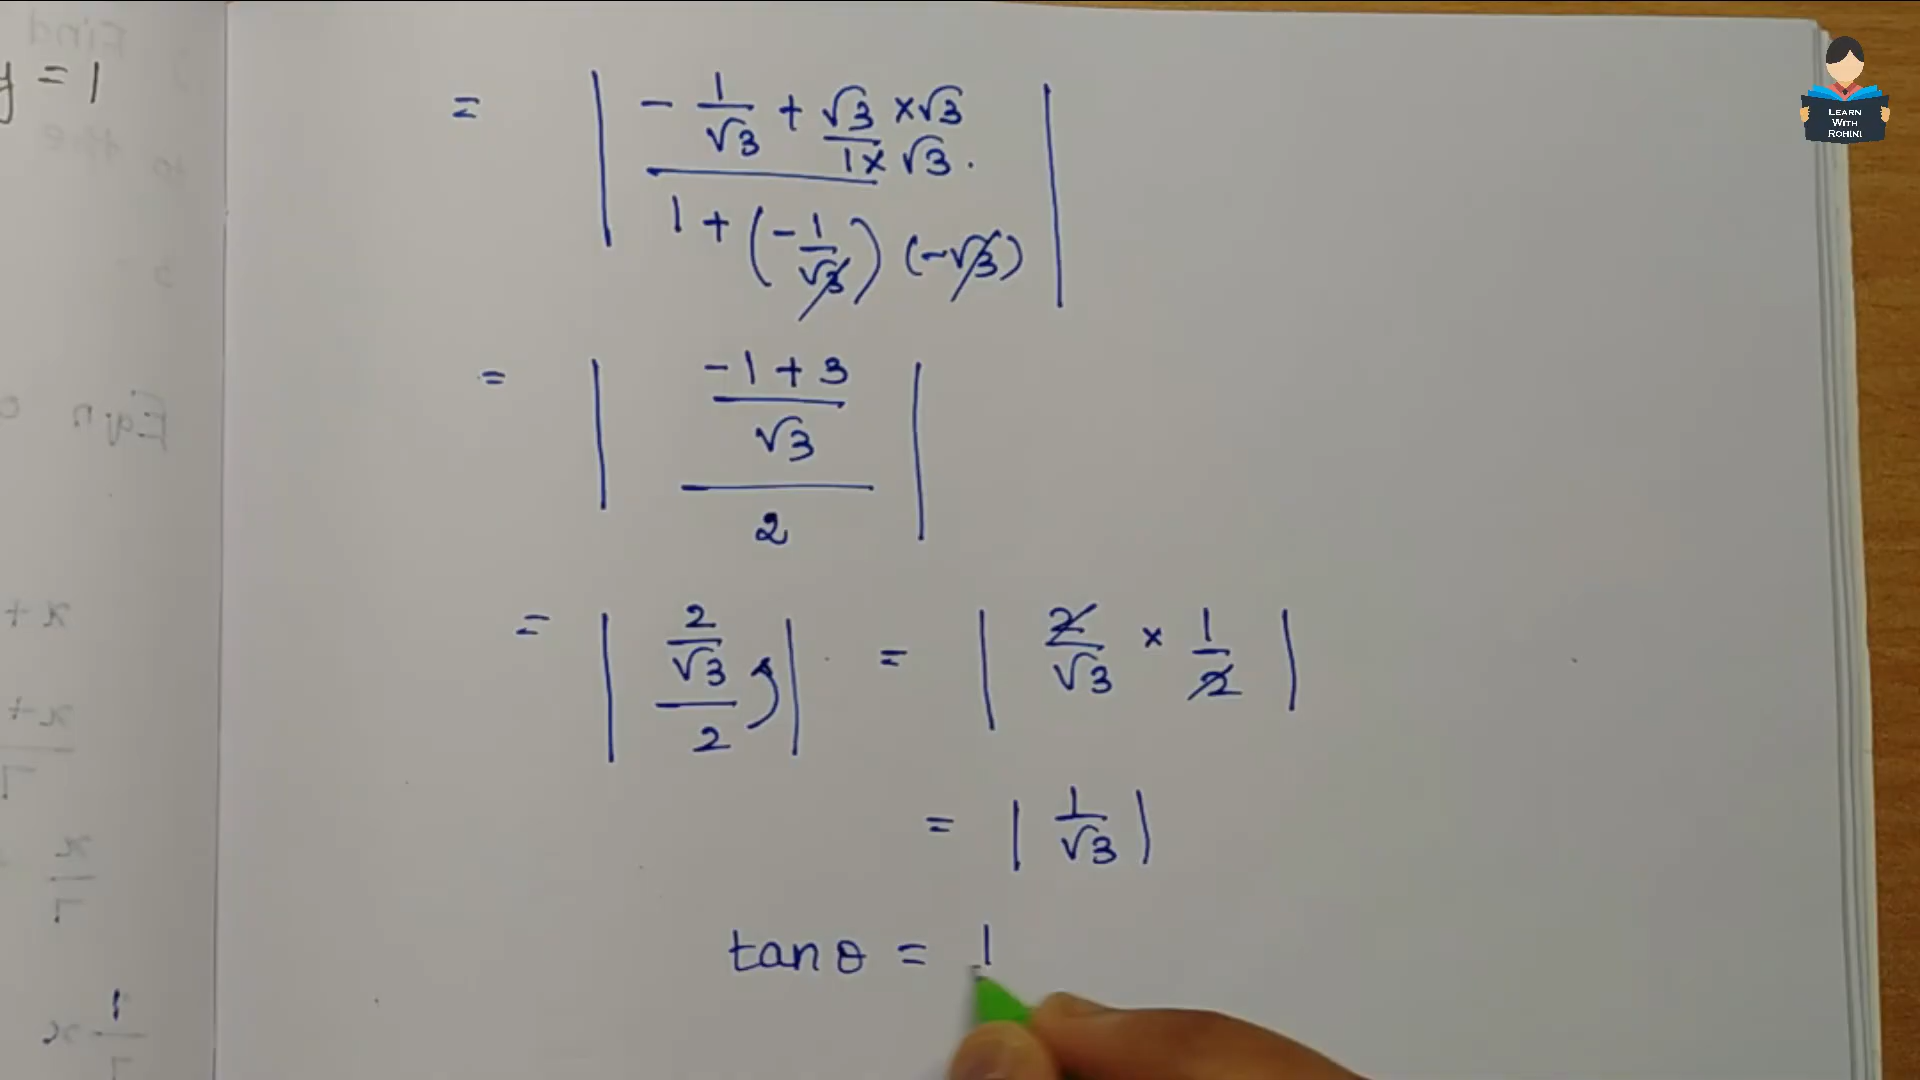 y = 1
= | (- 1/√3 + √3 × √3 / 1 × √3 .) / (1 + (- 1/√3) (-√3)) |
= | ((-1 + 3)/√3) / 2 |
= | (2/√3) / 2 | = | 2/√3 × 1/2 |
= | 1/√3 |
tan θ = 1
LEARN
WITH
ROHINI